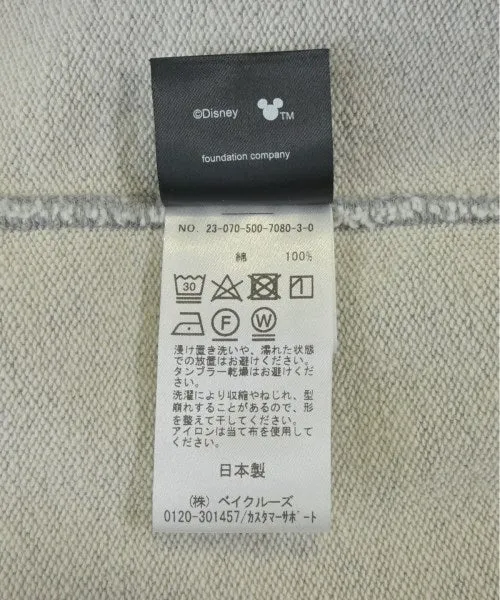 ©Disney TM
foundation company
NO. 23-070-500-7080-3-0
綿 100%
30
F W
浸け置き洗いや、濡れた状態
での放置はお避けください。
タンブラー乾燥はお避けくださ
い。
洗濯により収縮やねじれ、型
崩れすることがあるので、形
を整えて干してください。
アイロンは当て布を使用して
ください。
日本製
(株) ベイクルーズ
0120-301457/カスタマーサポート